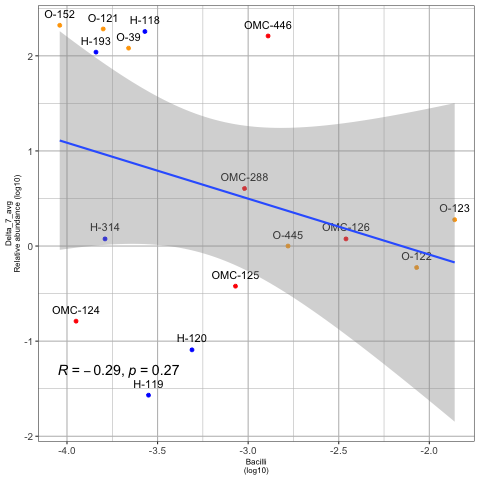 O-152
O-121
H-118
OMC-446
H-193
O-39
2
1
OMC-288
O-123
H-314
OMC-126
O-445
O-122
0
OMC-125
OMC-124
H-120
-1
R = −0.29, p = 0.27
H-119
-2
-4.0 -3.5 -3.0 -2.5 -2.0
Bacilli
(log10)
Delta_7_avg
Relative abundance (log10)